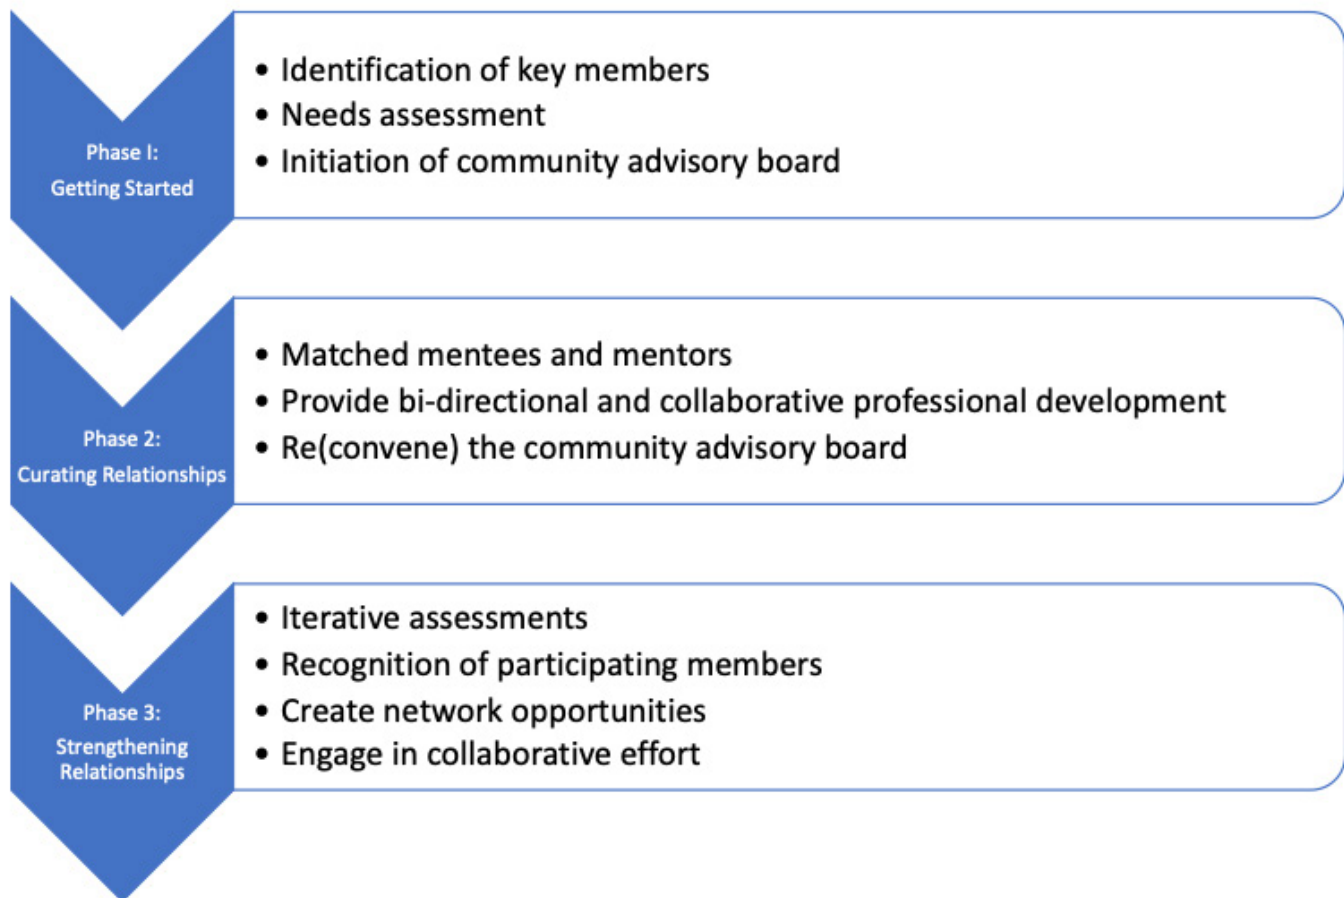 Phase I:
Getting Started
• Identification of key members
• Needs assessment
• Initiation of community advisory board
Phase 2:
Curating Relationships
• Matched mentees and mentors
• Provide bi-directional and collaborative professional development
• Re(convene) the community advisory board
Phase 3:
Strengthening
Relationships
• Iterative assessments
• Recognition of participating members
• Create network opportunities
• Engage in collaborative effort